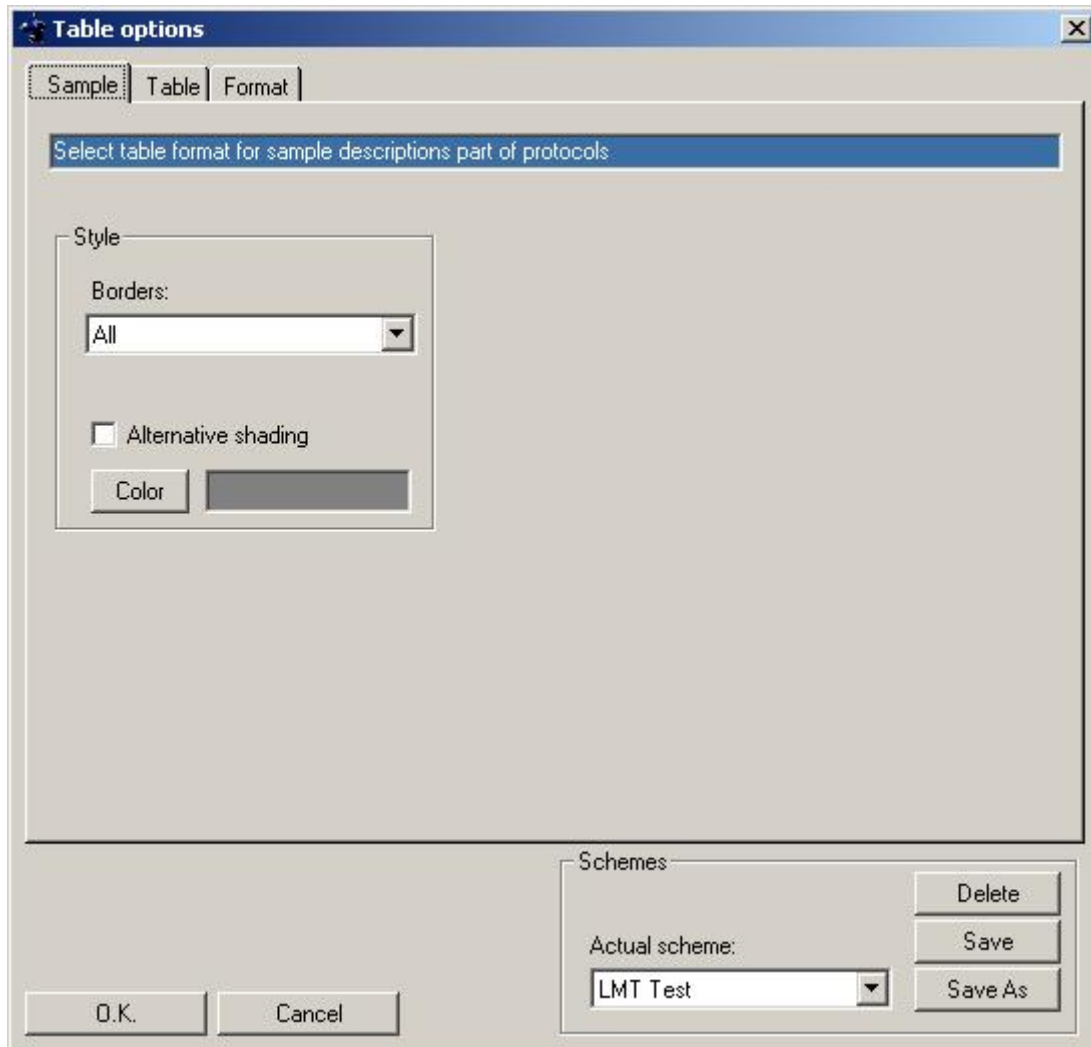 Table options
Sample Table Format
Select table format for sample descriptions part of protocols
Style
Borders:
All
Alternative shading
Color
Schemes
Delete
Actual scheme:
Save
LMT Test
Save As
O.K. Cancel